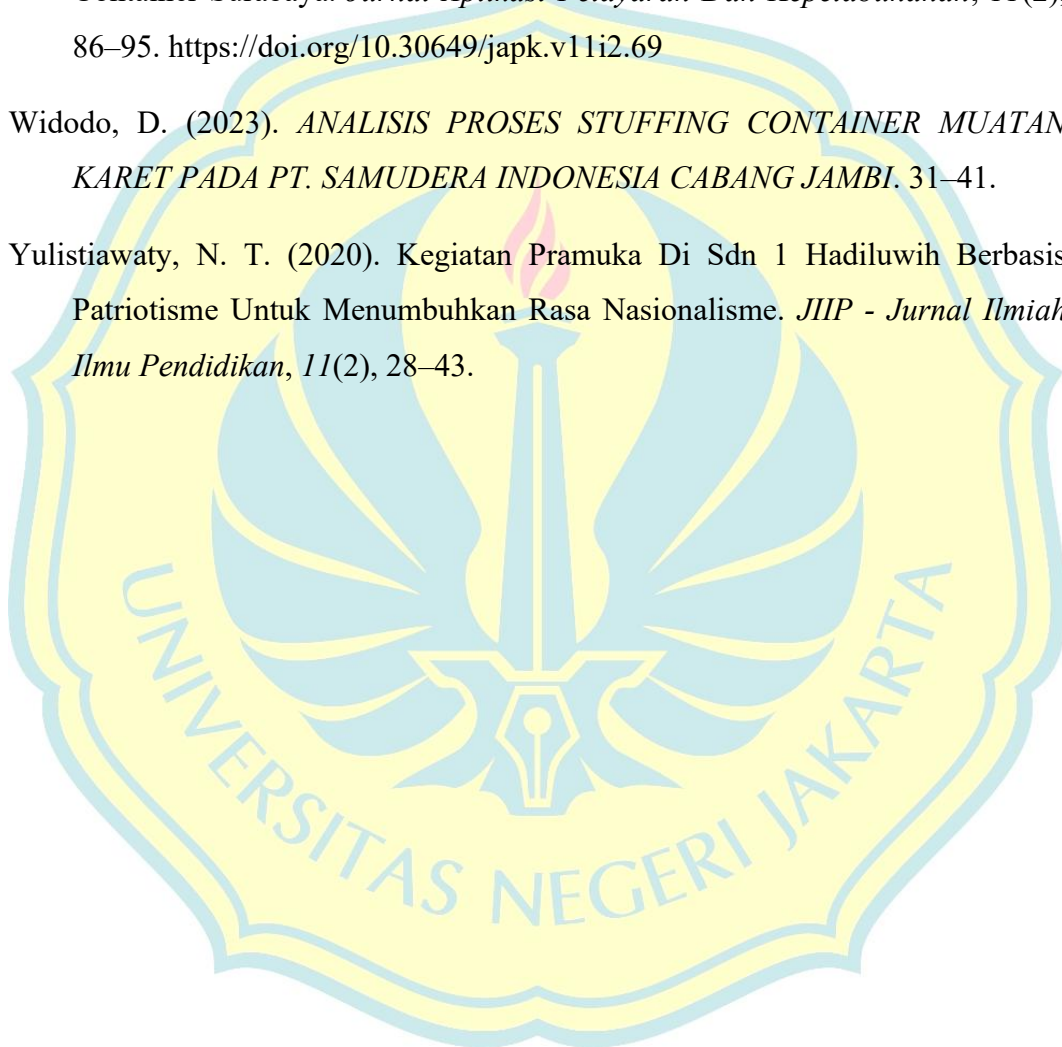 86–95. https://doi.org/10.30649/japk.v11i2.69
Widodo, D. (2023). ANALISIS PROSES STUFFING CONTAINER MUATAN
KARET PADA PT. SAMUDERA INDONESIA CABANG JAMBI. 31–41.
Yulistiawaty, N. T. (2020). Kegiatan Pramuka Di Sdn 1 Hadiluwih Berbasis
Patriotisme Untuk Menumbuhkan Rasa Nasionalisme. JIIP - Jurnal Ilmiah
Ilmu Pendidikan, 11(2), 28–43.
UNIVERSITAS NEGERI JAKARTA